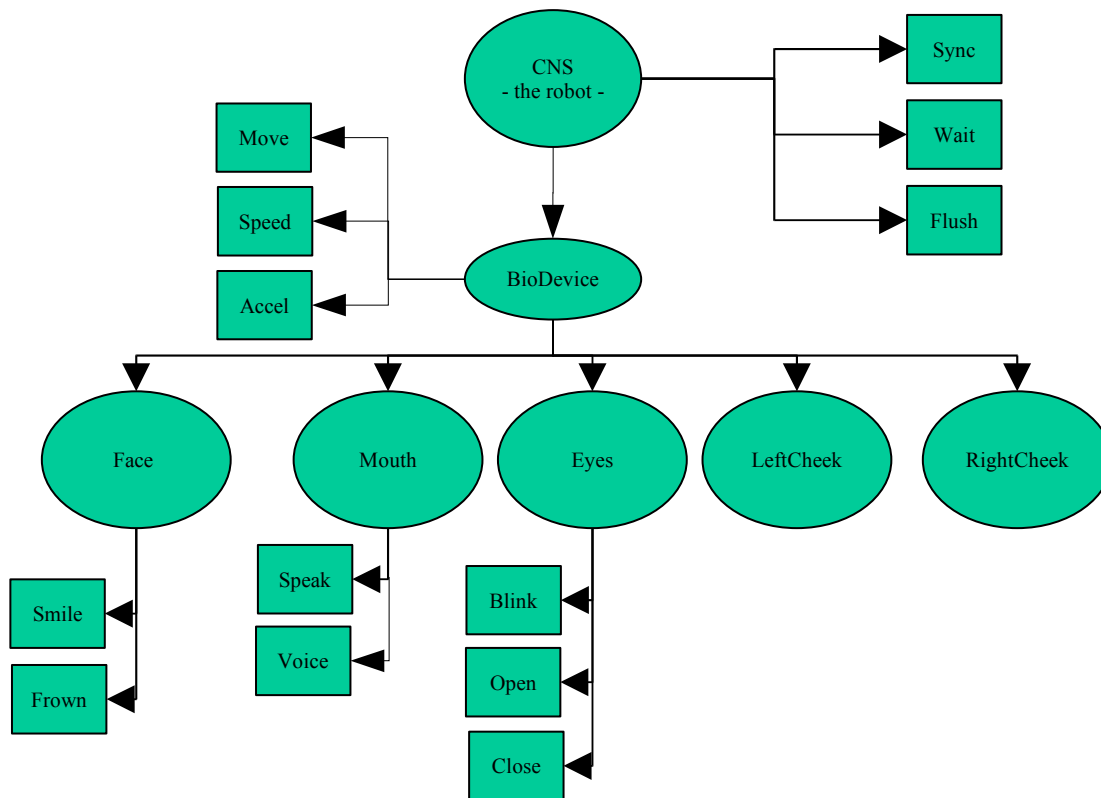 CNS
- the robot -
Sync
Wait
Flush
Move
Speed
Accel
BioDevice
Face
Mouth
Eyes
LeftCheek
RightCheek
Smile
Frown
Speak
Voice
Blink
Open
Close